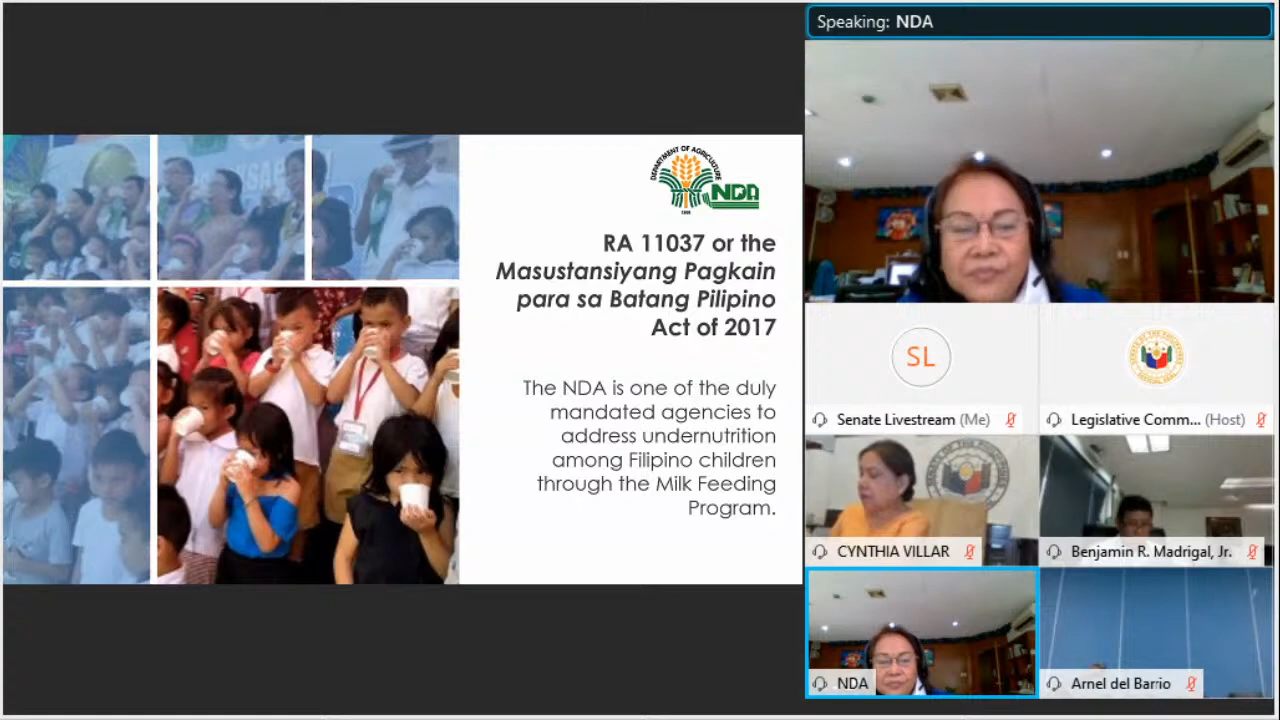 Speaking: NDA
DEPARTMENT OF AGRICULTURE
NDA
RA 11037 or the
Masustansiyang Pagkain
para sa Batang Pilipino
Act of 2017
The NDA is one of the duly
mandated agencies to
address undernutrition
among Filipino children
through the Milk Feeding
Program.
SL
Senate Livestream (Me)
Legislative Comm... (Host)
CYNTHIA VILLAR
Benjamin R. Madrigal, Jr.
NDA
Arnel del Barrio